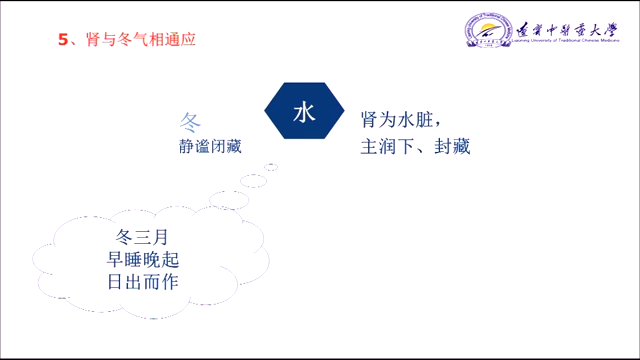 5、肾与冬气相通应
辽宁中医药大学
Liaoning University of Traditional Chinese Medicine
冬
静谧闭藏
水
肾为水脏，
主润下、封藏
冬三月
早睡晚起
日出而作